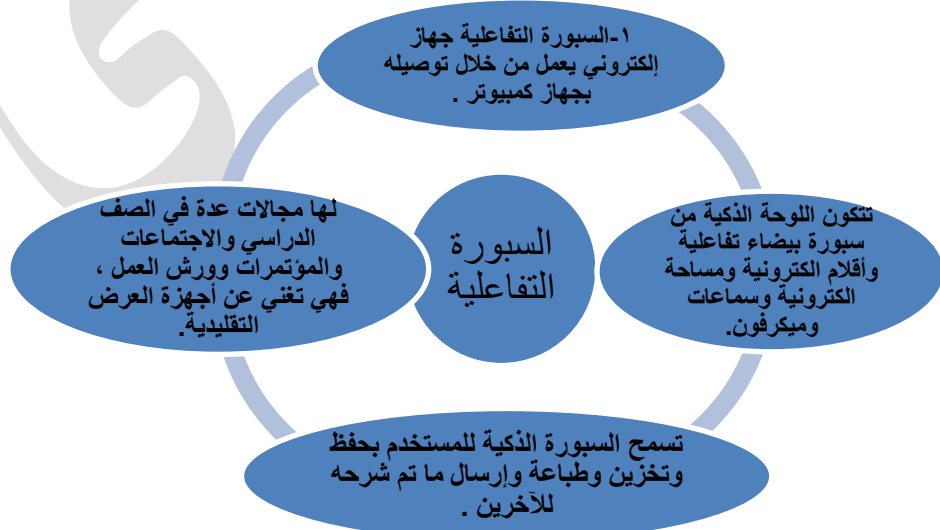 ١-السبورة التفاعلية جهاز
إلكتروني يعمل من خلال توصيله
بجهاز كمبيوتر .
تتكون اللوحة الذكية من
سبورة بيضاء تفاعلية
وأقلام الكترونية ومساحة
الكترونية وسماعات
وميكرفون.
السبورة
التفاعلية
لها مجالات عدة في الصف
الدراسي والاجتماعات
والمؤتمرات وورش العمل ،
فهي تغني عن أجهزة العرض
التقليدية.
تسمح السبورة الذكية للمستخدم بحفظ
وتخزين وطباعة وإرسال ما تم شرحه
للآخرين .